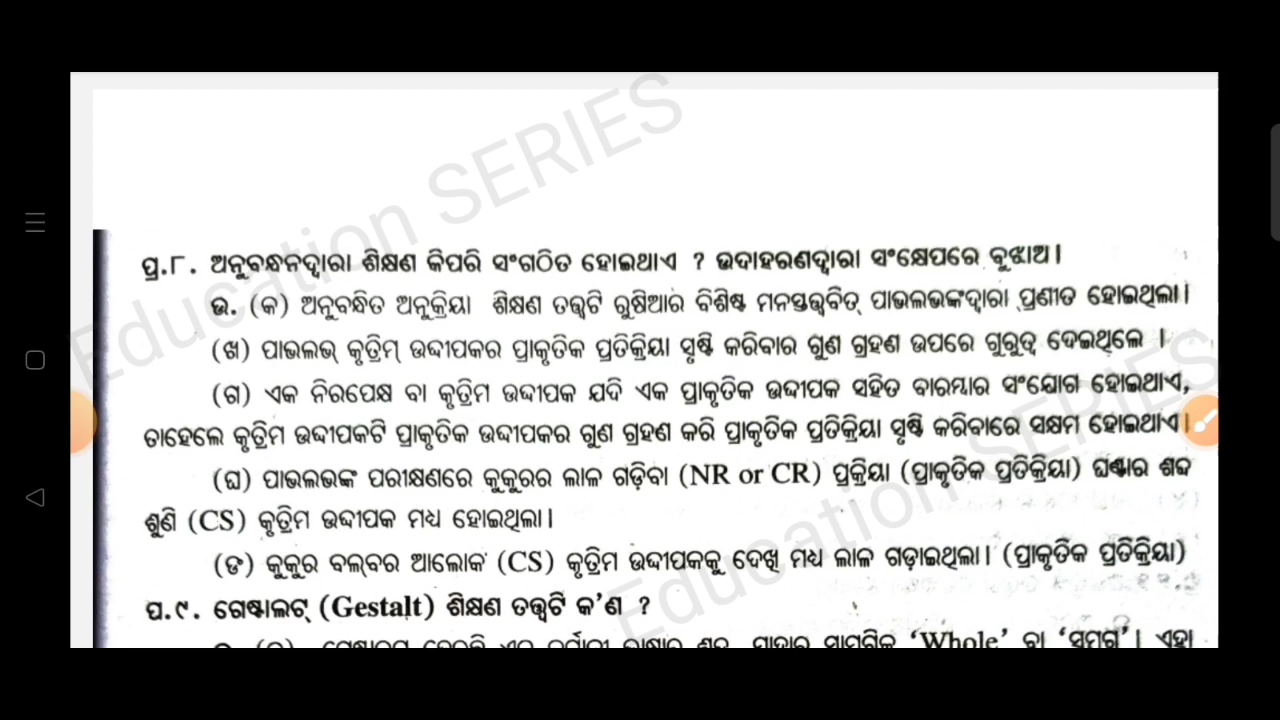 Education SERIES
ପ୍ର.୮. ଅନୁବନ୍ଧନଦ୍ୱାରା ଶିକ୍ଷଣ କିପରି ସଂଗଠିତ ହୋଇଥାଏ ? ଉଦାହରଣଦ୍ୱାରା ସଂକ୍ଷେପରେ ବୁଝାଅ।
ଉ. (କ) ଅନୁବନ୍ଧିତ ଅନୁକ୍ରିୟା ଶିକ୍ଷଣ ତତ୍ତ୍ୱଟି ରୁଷିଆର ବିଶିଷ୍ଟ ମନସ୍ତତ୍ତ୍ୱବିତ୍ ପାଭଲଭଙ୍କଦ୍ୱାରା ପ୍ରଣୀତ ହୋଇଥିଲା।
(ଖ) ପାଭଲଭ୍ କୃତ୍ରିମ୍ ଉଦ୍ଦୀପକର ପ୍ରାକୃତିକ ପ୍ରତିକ୍ରିୟା ସୃଷ୍ଟି କରିବାର ଗୁଣ ଗ୍ରହଣ ଉପରେ ଗୁରୁତ୍ୱ ଦେଇଥିଲେ ।
(ଗ) ଏକ ନିରପେକ୍ଷ ବା କୃତ୍ରିମ ଉଦ୍ଦୀପକ ଯଦି ଏକ ପ୍ରାକୃତିକ ଉଦ୍ଦୀପକ ସହିତ ବାରମ୍ବାର ସଂଯୋଗ ହୋଇଥାଏ,
ତାହେଲେ କୃତ୍ରିମ ଉଦ୍ଦୀପକଟି ପ୍ରାକୃତିକ ଉଦ୍ଦୀପକର ଗୁଣ ଗ୍ରହଣ କରି ପ୍ରାକୃତିକ ପ୍ରତିକ୍ରିୟା ସୃଷ୍ଟି କରିବାରେ ସକ୍ଷମ ହୋଇଥାଏ।
(ଘ) ପାଭଲଭଙ୍କ ପରୀକ୍ଷଣରେ କୁକୁରର ଲାଳ ଗଡ଼ିବା (NR or CR) ପ୍ରକ୍ରିୟା (ପ୍ରାକୃତିକ ପ୍ରତିକ୍ରିୟା) ଘଣ୍ଟାର ଶବ୍ଦ
ଶୁଣି (CS) କୃତ୍ରିମ ଉଦ୍ଦୀପକ ମଧ୍ୟ ହୋଇଥିଲା।
(ଙ) କୁକୁର ବଲ୍‌ବର ଆଲୋକ (CS) କୃତ୍ରିମ ଉଦ୍ଦୀପକକୁ ଦେଖି ମଧ୍ୟ ଲାଳ ଗଡ଼ାଇଥିଲା। (ପ୍ରାକୃତିକ ପ୍ରତିକ୍ରିୟା)
Education SERIES
ପ.୯. ଗେଷ୍ଟାଲଟ୍ (Gestalt) ଶିକ୍ଷଣ ତତ୍ତ୍ୱଟି କ'ଣ ?
'Whole' ବା 'ସମଗ୍ର'। ଏହା